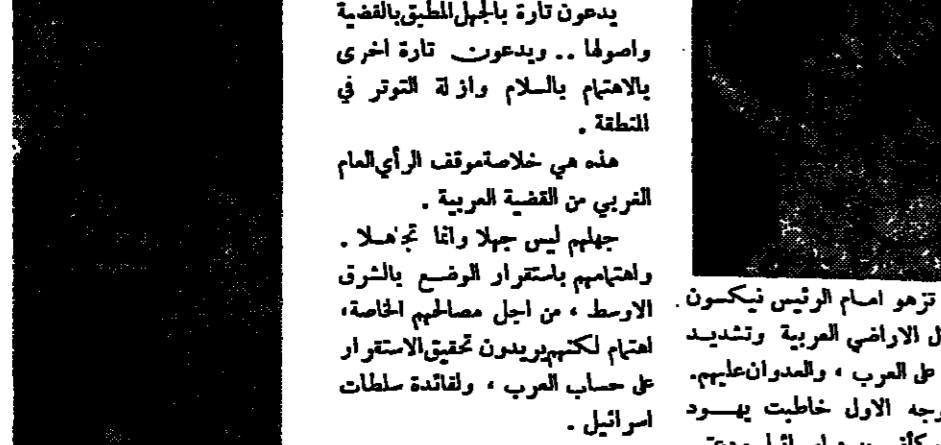 تزهو امام الرئيس نيكسون
ل الاراضي العربية وتشديد
على العرب ، والعدوان عليهم.
وجه الاول خاطبت يهود
يدعون تارة بالجهل المطبق بالقضية
واصولها .. ويدعون تارة اخرى
بالاهتمام بالسلام وازالة التوتر في
المنطقة .
هذه هي خلاصة موقف الرأي العام
الغربي من القضية العربية .
جهلهم ليس جهلا وانما تجاهلا .
واهتمامهم باستقرار الوضع بالشرق
الاوسط ، من اجل مصالحهم الخاصة،
اهتمام لكنهم يريدون تحقيق الاستقرار
على حساب العرب ، ولفائدة سلطات
اسرائيل .